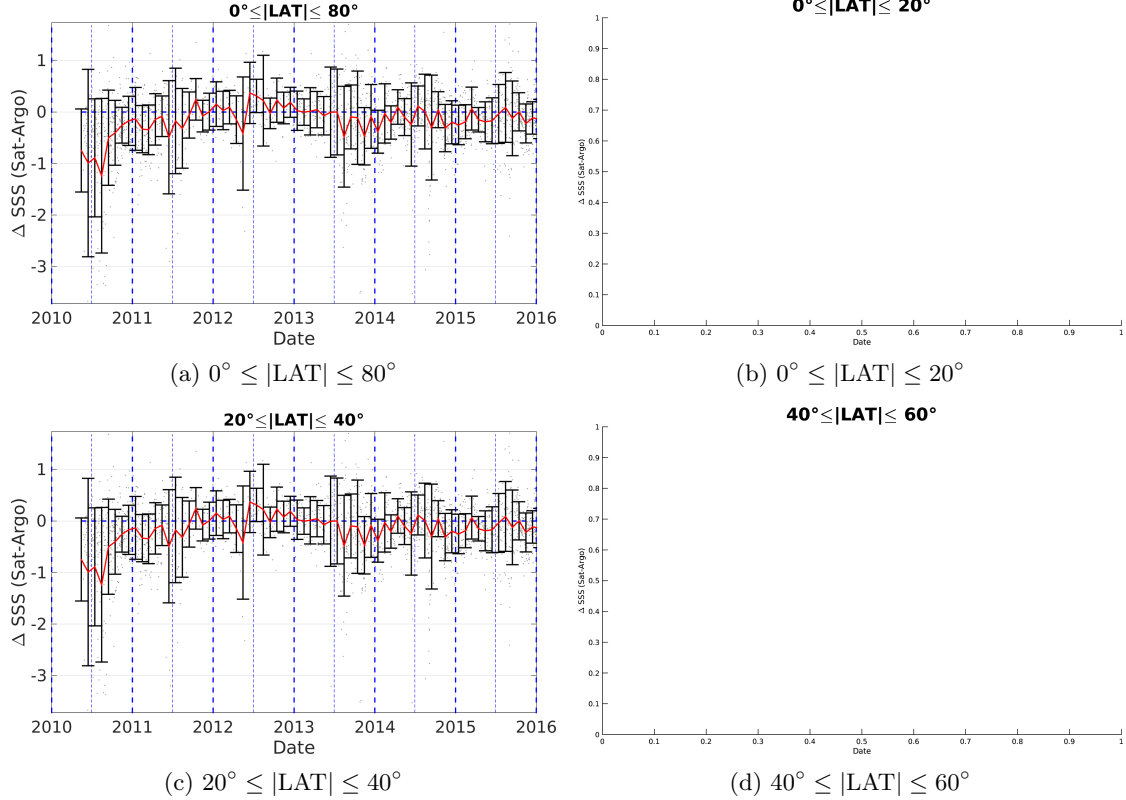 0°≤|LAT|≤ 80°
1
0
-1
-2
-3
Δ SSS (Sat-Argo)
2010 2011 2012 2013 2014 2015 2016
Date
(a) 0° ≤ |LAT| ≤ 80°
0°≤|LAT|≤ 20°
1
0.9
0.8
0.7
0.6
0.5
0.4
0.3
0.2
0.1
0
Δ SSS (Sat-Argo)
0 0.1 0.2 0.3 0.4 0.5 0.6 0.7 0.8 0.9 1
Date
(b) 0° ≤ |LAT| ≤ 20°
20°≤|LAT|≤ 40°
1
0
-1
-2
-3
Δ SSS (Sat-Argo)
2010 2011 2012 2013 2014 2015 2016
Date
(c) 20° ≤ |LAT| ≤ 40°
40°≤|LAT|≤ 60°
1
0.9
0.8
0.7
0.6
0.5
0.4
0.3
0.2
0.1
0
Δ SSS (Sat-Argo)
0 0.1 0.2 0.3 0.4 0.5 0.6 0.7 0.8 0.9 1
Date
(d) 40° ≤ |LAT| ≤ 60°